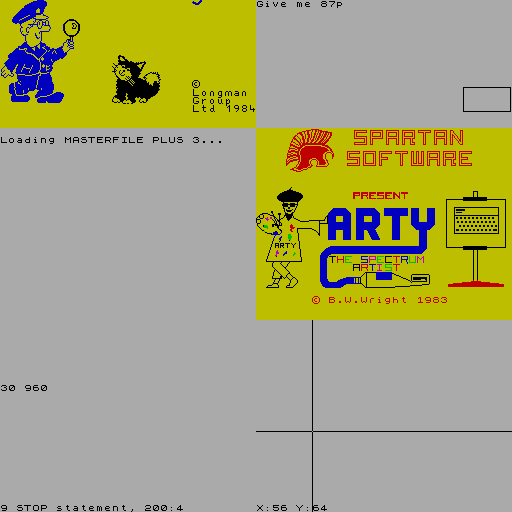 Give me 87p
©
Longman
Group
Ltd 1984
Loading MASTERFILE PLUS 3...
SPARTAN
SOFTWARE
PRESENT
ARTY
ARTY
THE SPECTRUM
ARTIST
© B.W.Wright 1983
30 960
9 STOP statement, 200:4
X:56 Y:64